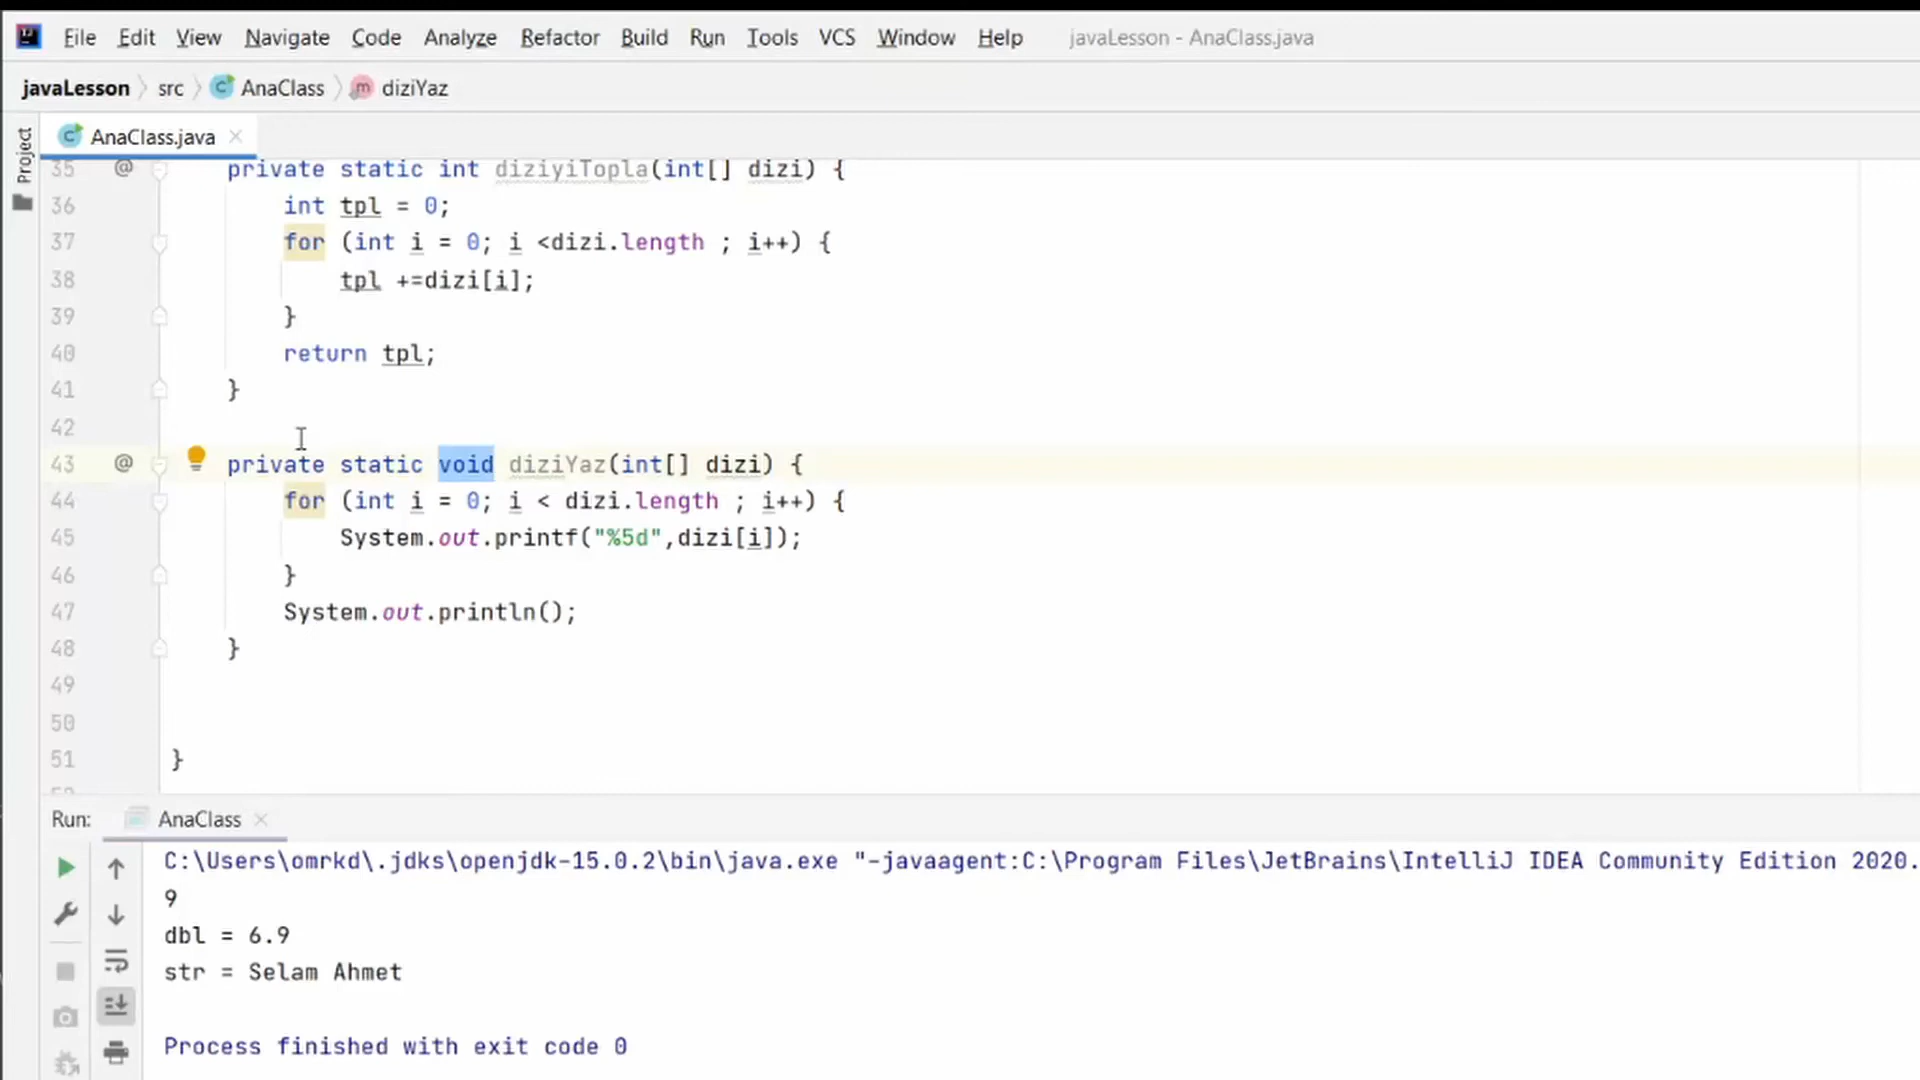 File Edit View Navigate Code Analyze Refactor Build Run Tools VCS Window Help javaLesson - AnaClass.java
javaLesson src AnaClass diziYaz
AnaClass.java
Project
35 @ private static int diziyiTopla(int[] dizi) {
36 int tpl = 0;
37 for (int i = 0; i <dizi.length ; i++) {
38 tpl +=dizi[i];
39 }
40 return tpl;
41 }
42
43 @ private static void diziYaz(int[] dizi) {
44 for (int i = 0; i < dizi.length ; i++) {
45 System.out.printf("%5d",dizi[i]);
46 }
47 System.out.println();
48 }
49
50
51 }
Run: AnaClass
C:\Users\omrkd\.jdks\openjdk-15.0.2\bin\java.exe "-javaagent:C:\Program Files\JetBrains\IntelliJ IDEA Community Edition 2020.
9
dbl = 6.9
str = Selam Ahmet
Process finished with exit code 0